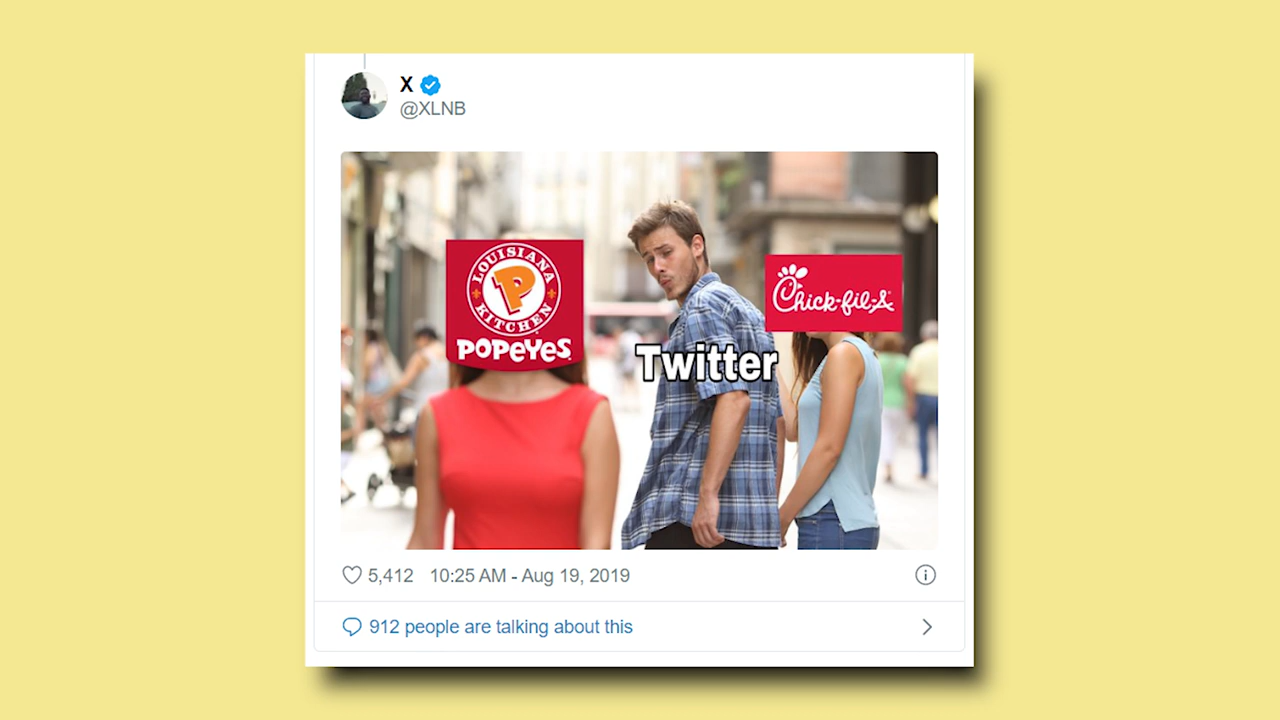 X
@XLNB
LOUISIANA
P
KITCHEN
POPEYES
Chick-fil-A
Twitter
5,412 10:25 AM - Aug 19, 2019
912 people are talking about this